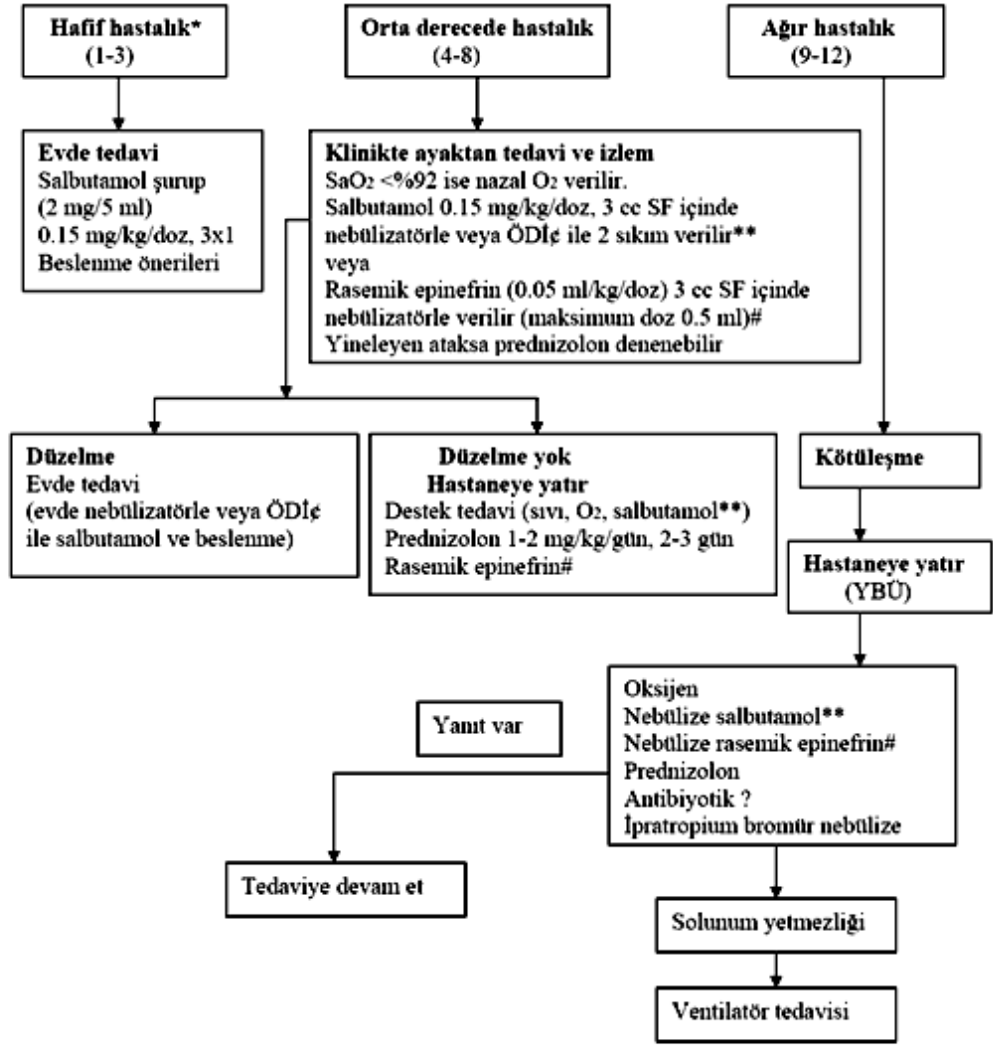 Hafif hastalık*
(1-3)
Orta derecede hastalık
(4-8)
Ağır hastalık
(9-12)
Evde tedavi
Salbutamol şurup
(2 mg/5 ml)
0.15 mg/kg/doz, 3x1
Beslenme önerileri
Klinikte ayaktan tedavi ve izlem
SaO₂ <%92 ise nazal O₂ verilir.
Salbutamol 0.15 mg/kg/doz, 3 cc SF içinde
nebülizatörle veya ÖDİ¢ ile 2 sıkım verilir**
veya
Rasemik epinefrin (0.05 ml/kg/doz) 3 cc SF içinde
nebülizatörle verilir (maksimum doz 0.5 ml)#
Yineleyen ataksa prednizolon denenebilir
Düzelme
Evde tedavi
(evde nebülizatörle veya ÖDİ¢
ile salbutamol ve beslenme)
Düzelme yok
Hastaneye yatır
Destek tedavi (sıvı, O₂, salbutamol**)
Prednizolon 1-2 mg/kg/gün, 2-3 gün
Rasemik epinefrin#
Kötüleşme
Hastaneye yatır
(YBÜ)
Oksijen
Nebülize salbutamol**
Nebülize rasemik epinefrin#
Prednizolon
Antibiyotik ?
İpratropium bromür nebülize
Yanıt var
Tedaviye devam et
Solunum yetmezliği
Ventilatör tedavisi